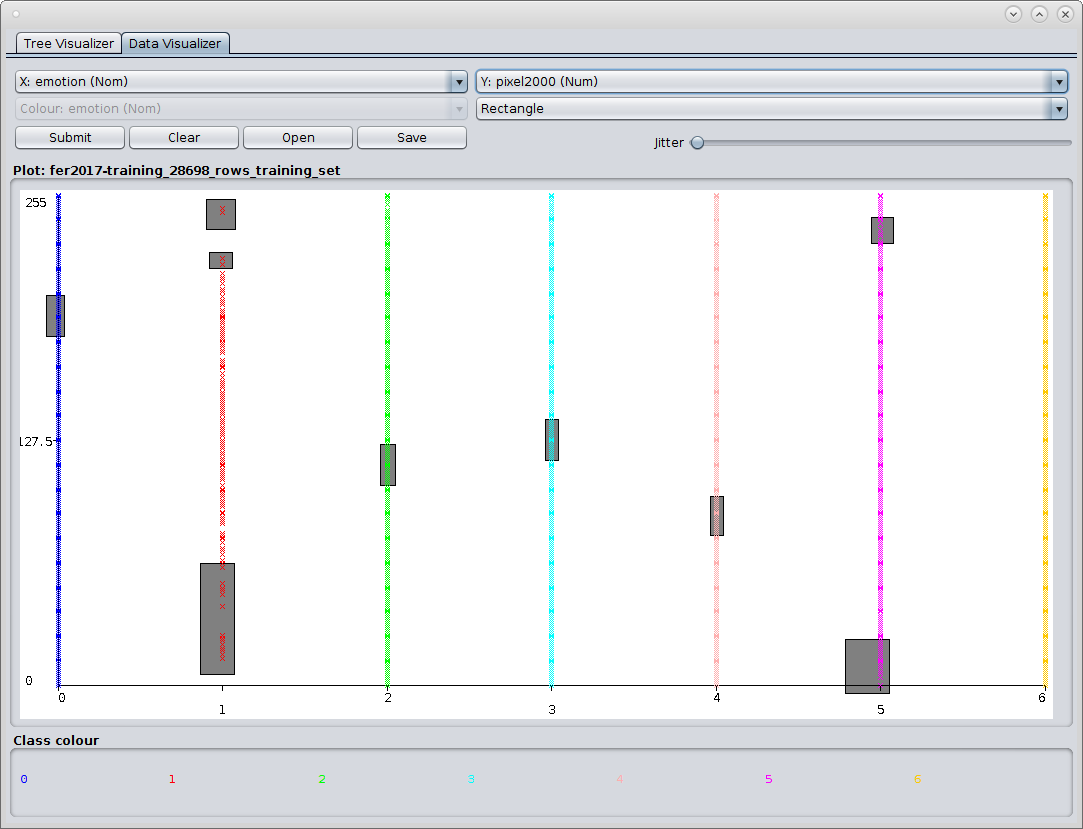 Tree Visualizer Data Visualizer
X: emotion (Nom) Y: pixel2000 (Num)
Colour: emotion (Nom) Rectangle
Submit Clear Open Save Jitter
Plot: fer2017-training_28698_rows_training_set
255
127.5
0
0 1 2 3 4 5 6
Class colour
0 1 2 3 4 5 6